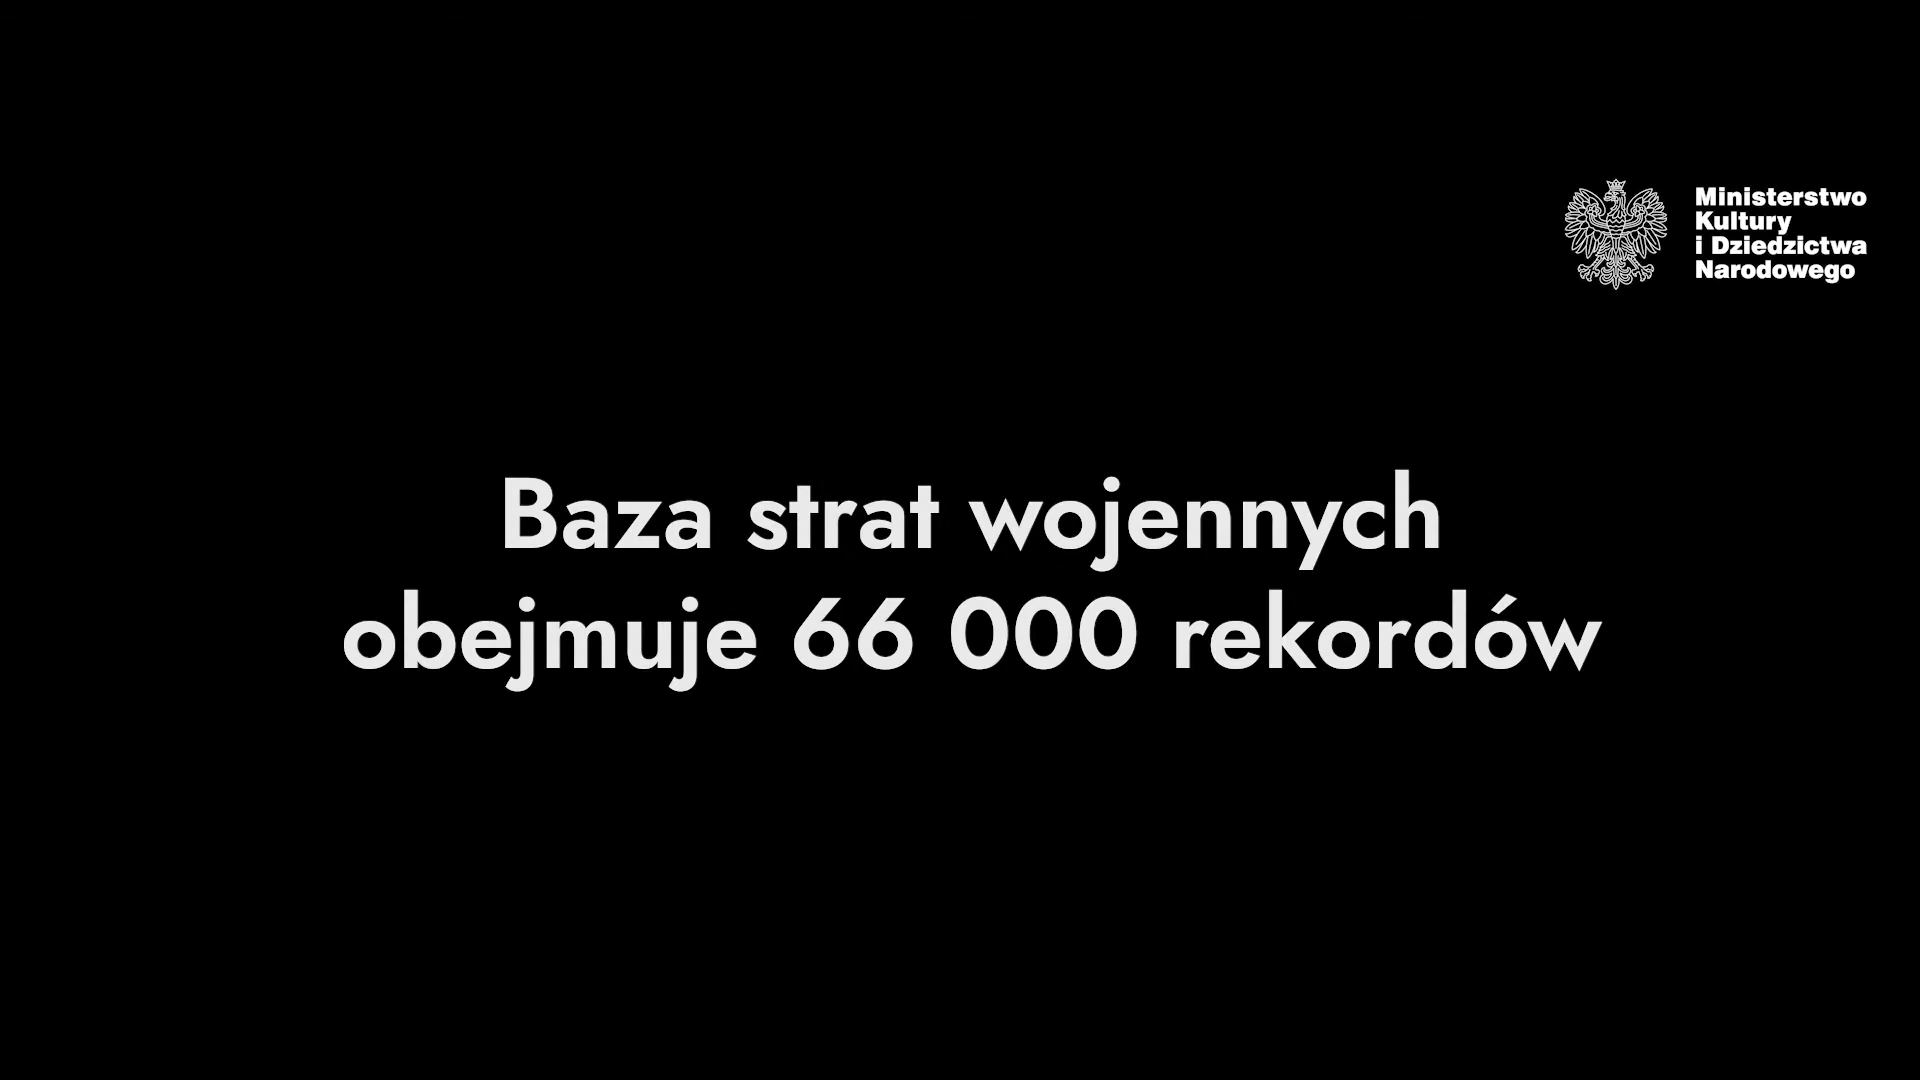 Ministerstwo
Kultury
i Dziedzictwa
Narodowego
Baza strat wojennych
obejmuje 66 000 rekordów